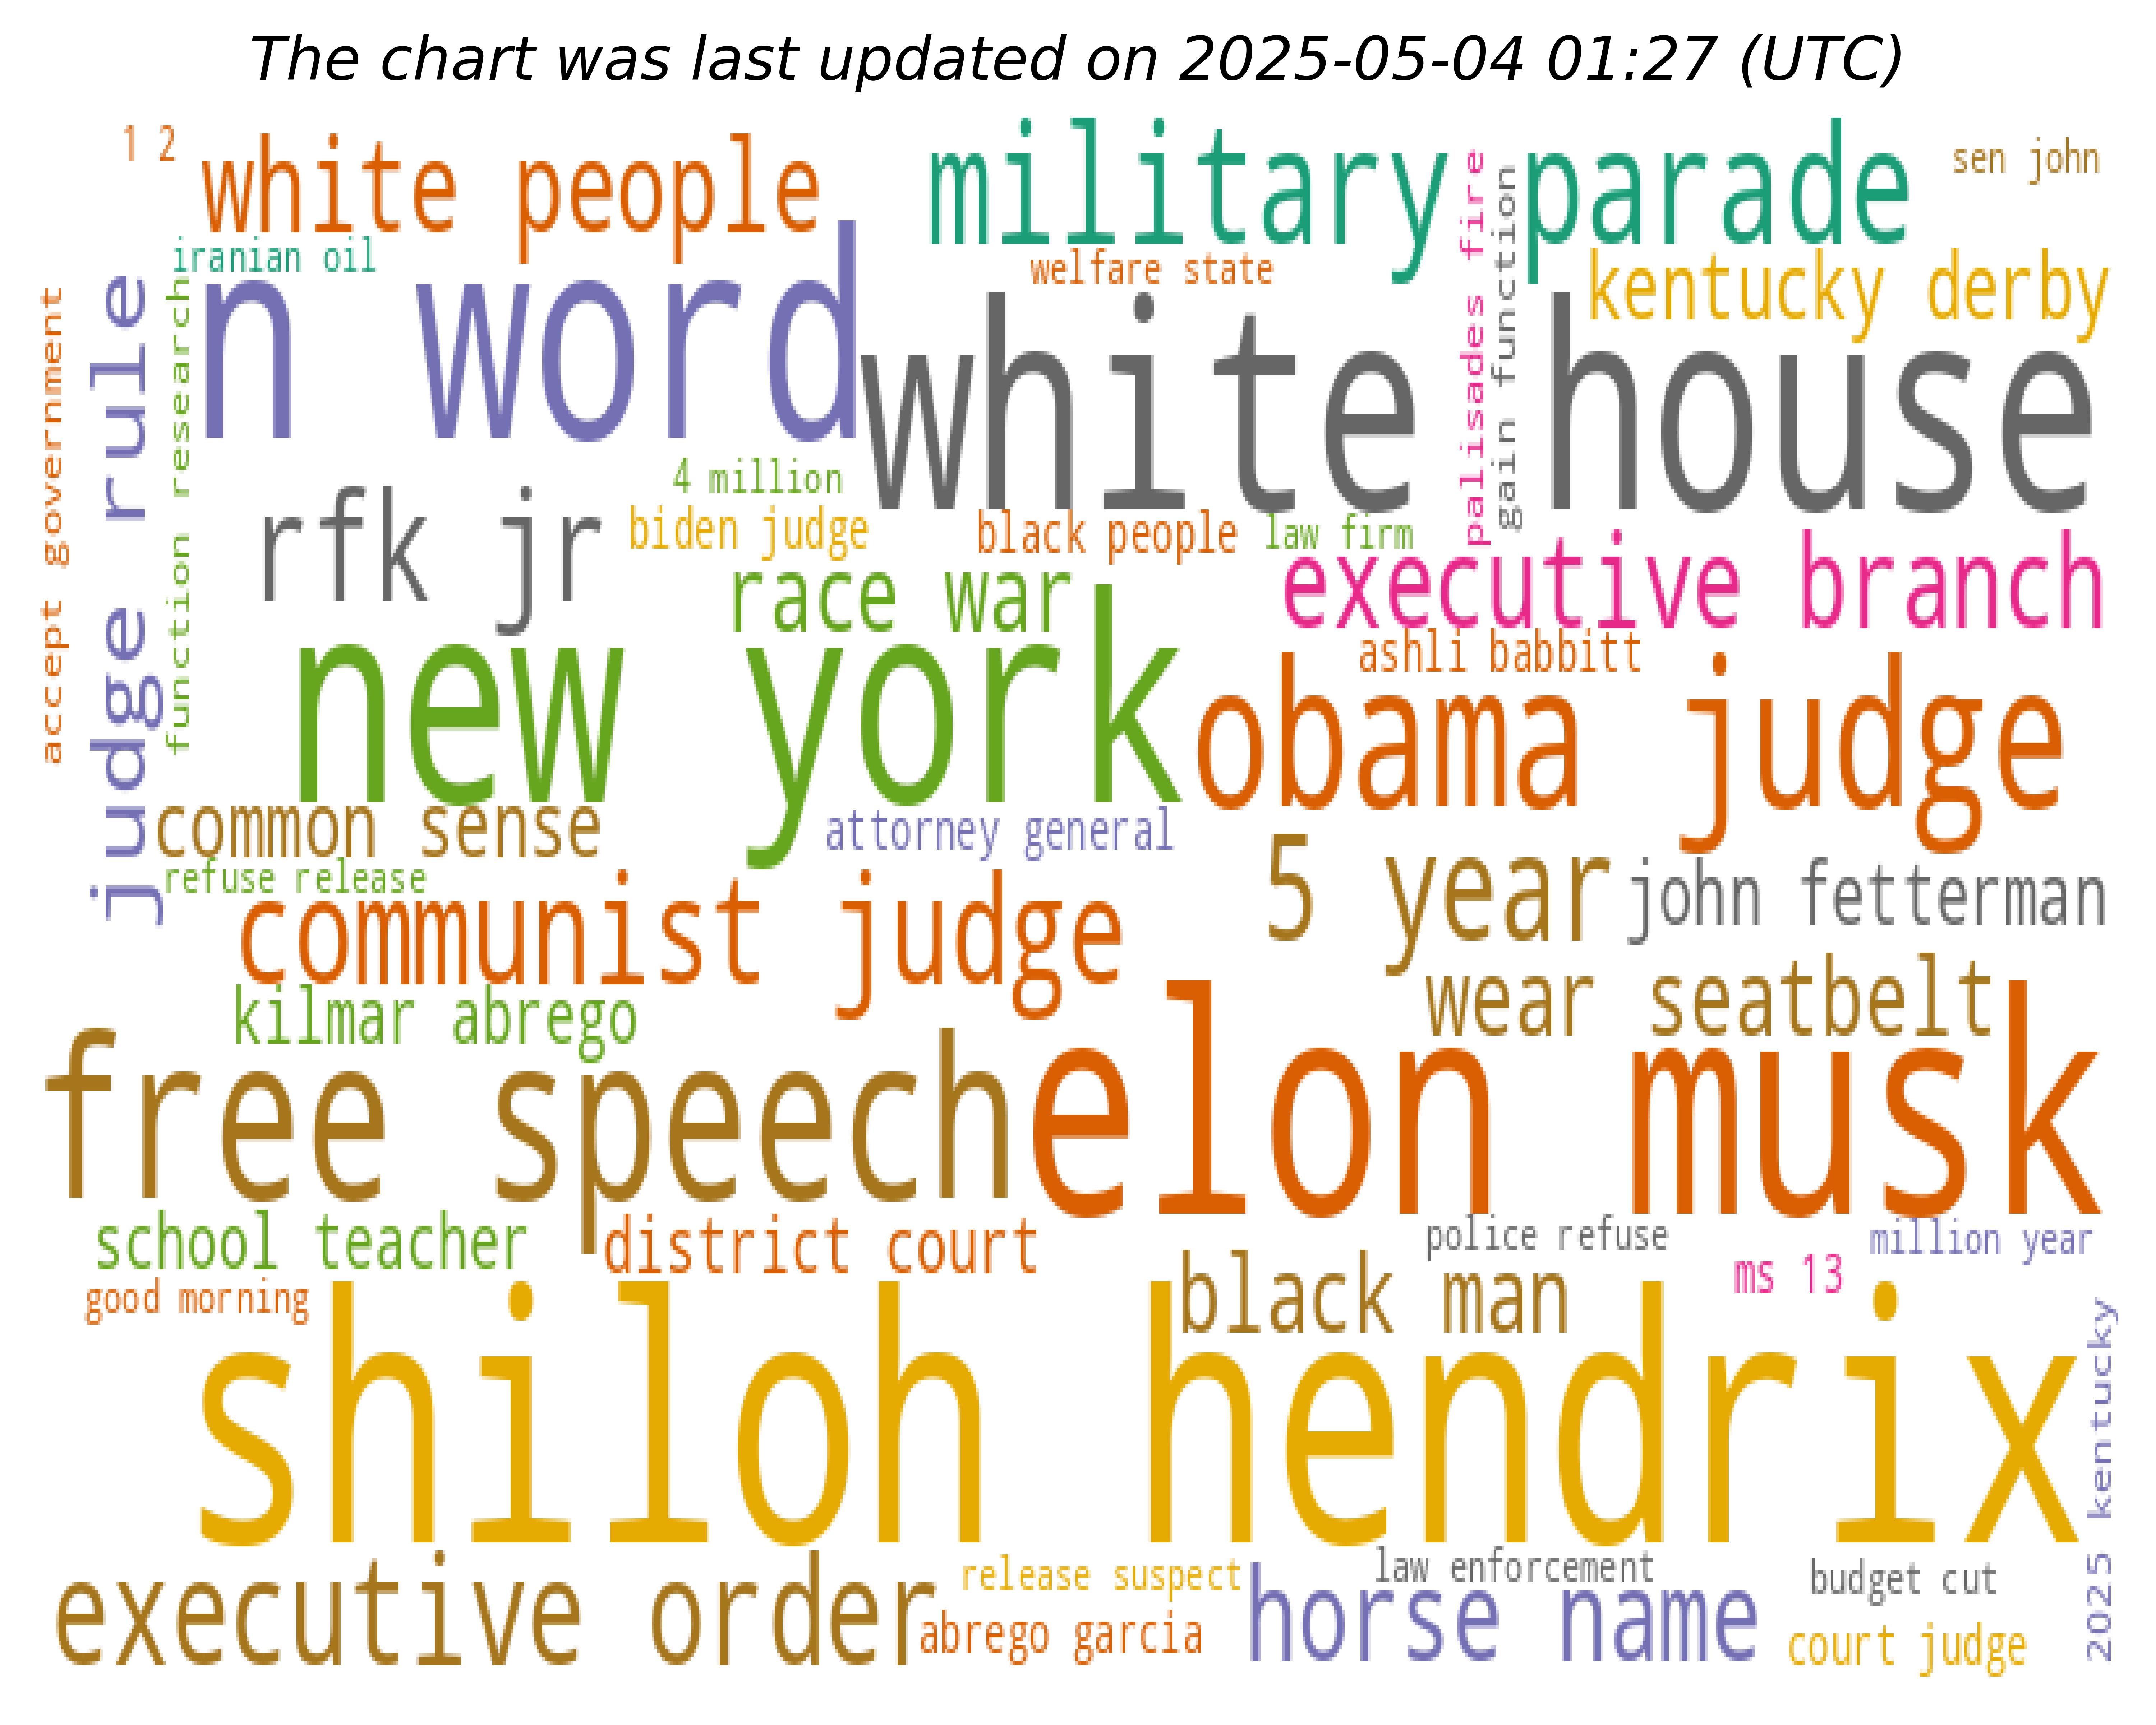 The chart was last updated on 2025-05-04 01:27 (UTC)
1 2
white people
military parade
sen john
iranian oil
welfare state
palisades fire
gain function
kentucky derby
accept government
judge rule
function research
n word
white house
4 million
rfk jr
biden judge
black people
law firm
executive branch
race war
ashli babbitt
new york
obama judge
common sense
attorney general
5 year
john fetterman
refuse release
communist judge
wear seatbelt
kilmar abrego
free speech
elon musk
school teacher
district court
police refuse
million year
black man
ms 13
good morning
shiloh hendrix
2025 kentucky
executive order
release suspect
law enforcement
budget cut
horse name
abrego garcia
court judge